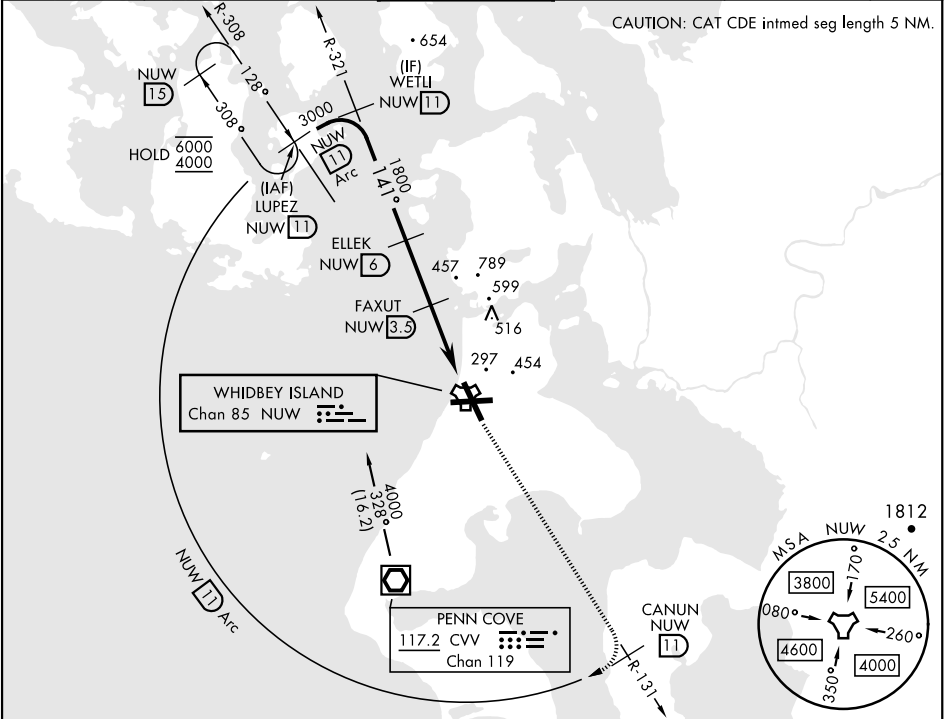 CAUTION: CAT CDE intmed seg length 5 NM.
R-308
R-321
654
(IF)
WETLI
NUW 11
NUW
15
128°
308°
3000
HOLD 6000
4000
NUW
11
Arc
(IAF)
LUPEZ
NUW 11
1800
141°
ELLEK
NUW 6
457
789
599
516
FAXUT
NUW 3.5
297
454
WHIDBEY ISLAND
Chan 85 NUW
4000
328°
(16.2)
NUW 11 Arc
PENN COVE
117.2 CVV
Chan 119
CANUN
NUW
11
R-131
1812
MSA NUW 25 NM
3800
170°
5400
080°
260°
4600
4000
350°